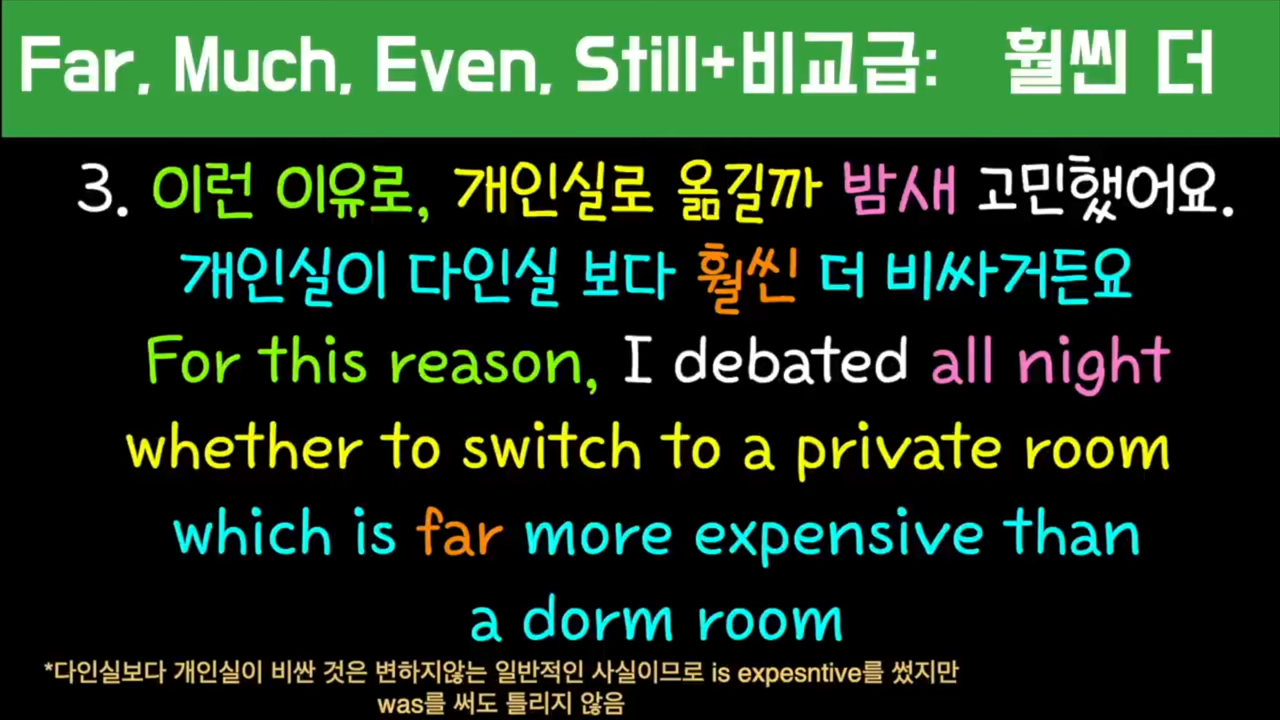 Far, Much, Even, Still+비교급: 훨씬 더
3. 이런 이유로, 개인실로 옮길까 밤새 고민했어요.
개인실이 다인실 보다 훨씬 더 비싸거든요
For this reason, I debated all night
whether to switch to a private room
which is far more expensive than
a dorm room
*다인실보다 개인실이 비싼 것은 변하지않는 일반적인 사실이므로 is expesntive를 썼지만
was를 써도 틀리지 않음